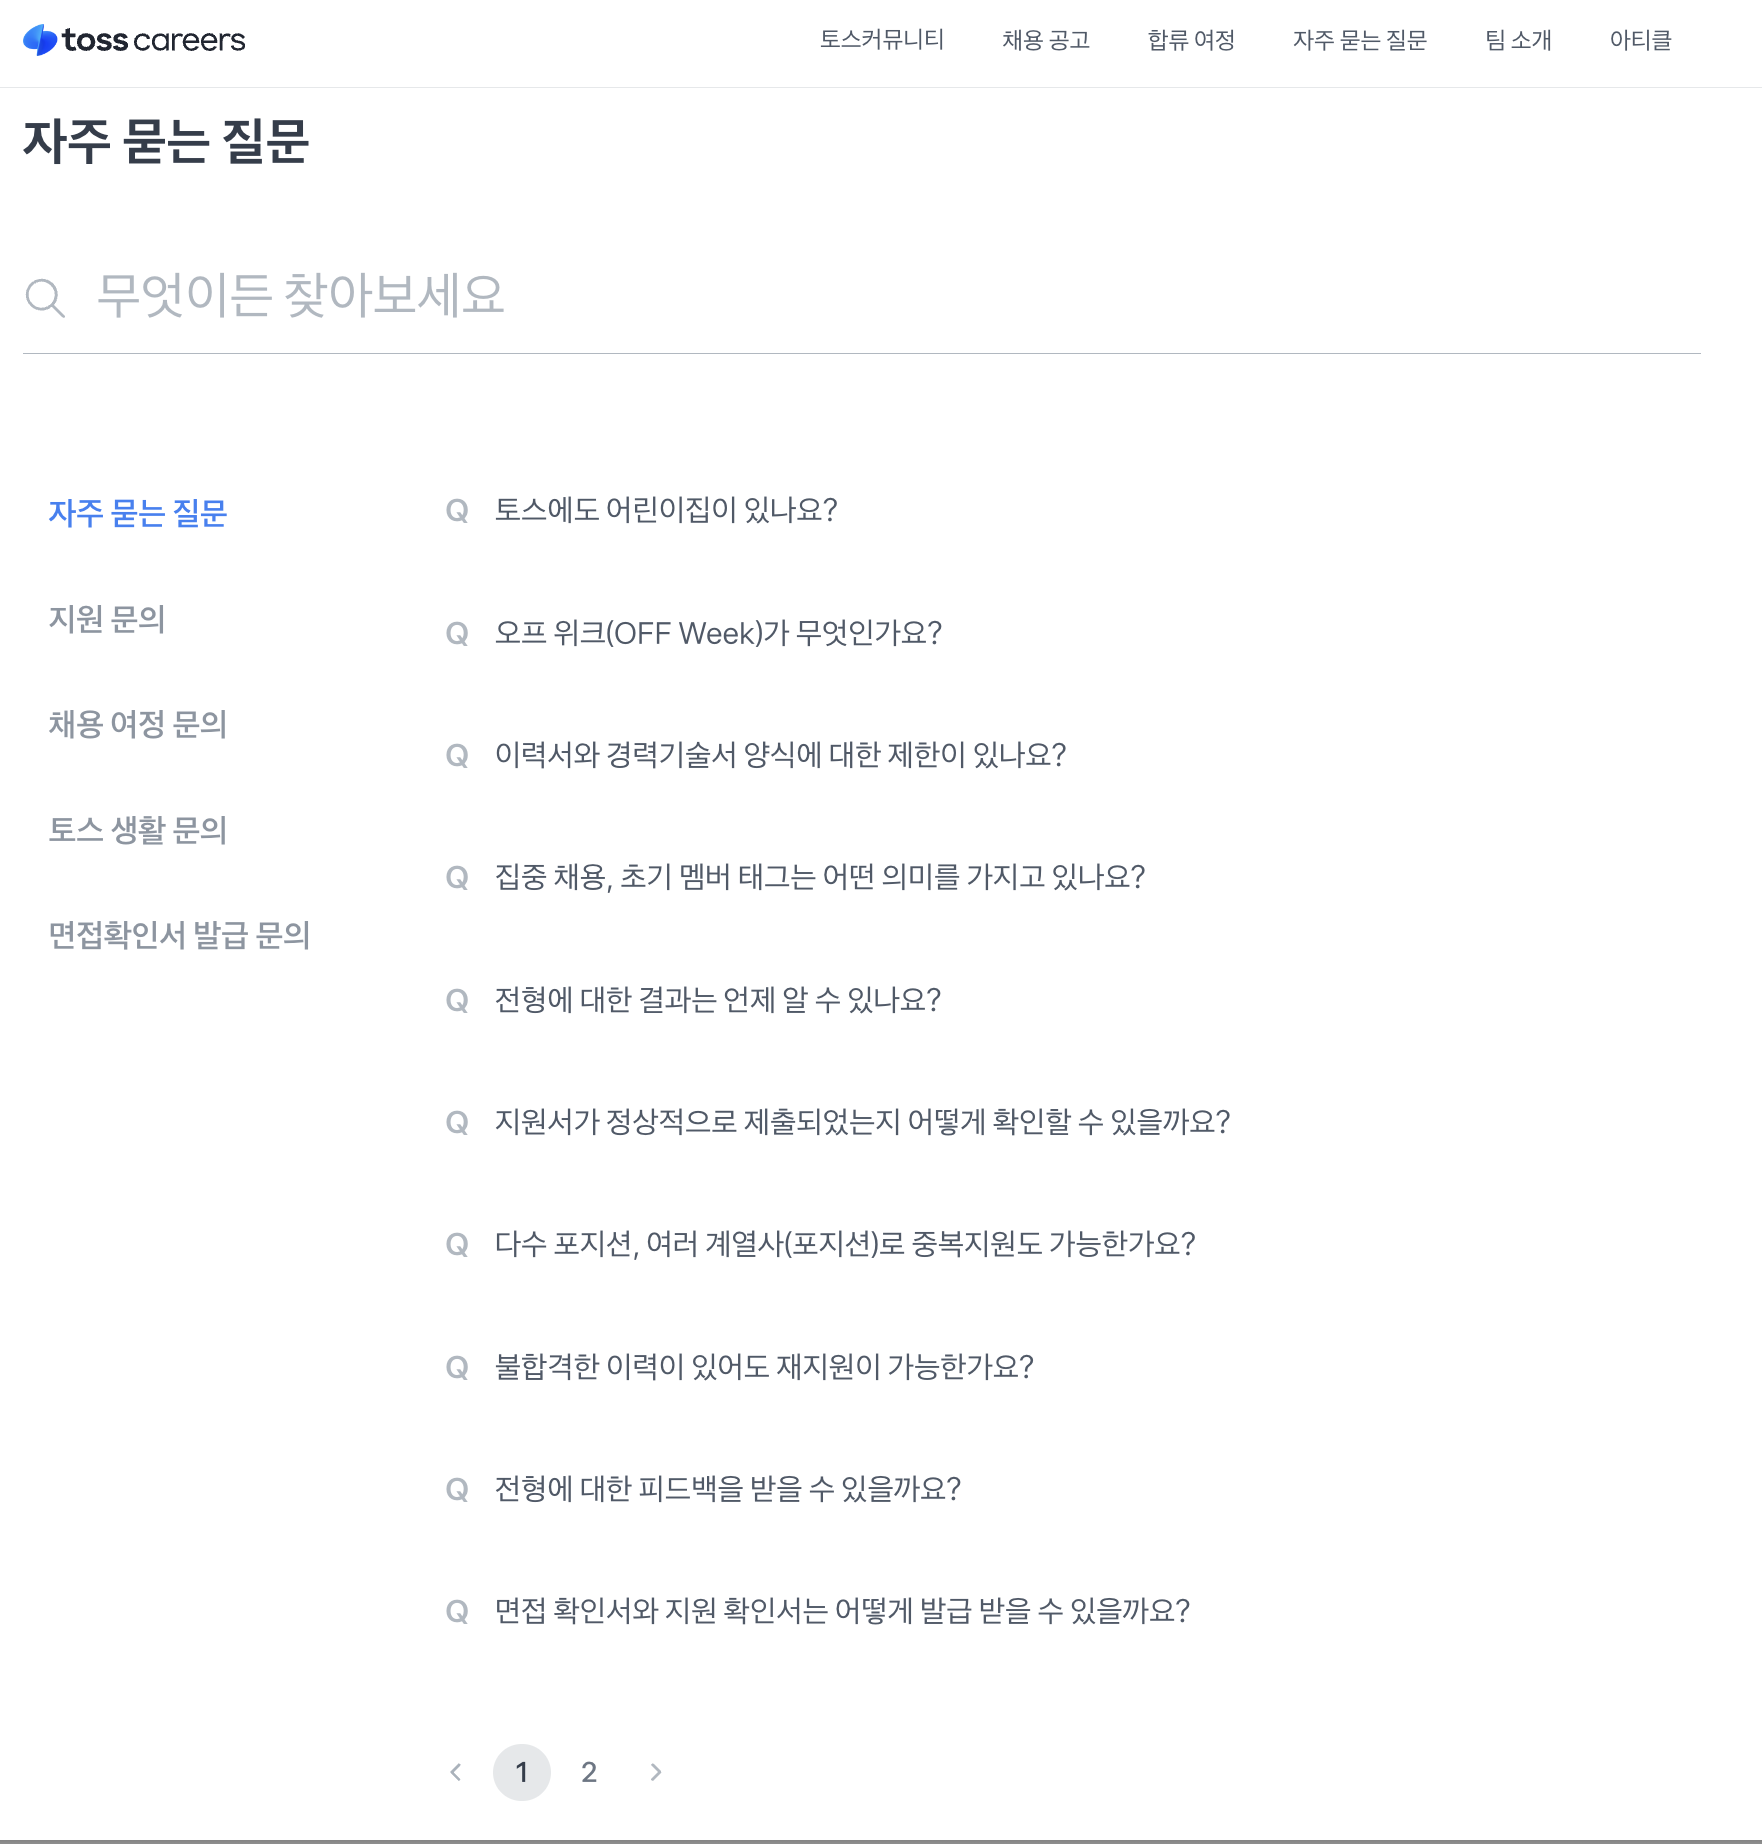 toss careers
토스커뮤니티
채용 공고
합류 여정
자주 묻는 질문
팀 소개
아티클
자주 묻는 질문
무엇이든 찾아보세요
자주 묻는 질문
지원 문의
채용 여정 문의
토스 생활 문의
면접확인서 발급 문의
Q 토스에도 어린이집이 있나요?
Q 오프 위크(OFF Week)가 무엇인가요?
Q 이력서와 경력기술서 양식에 대한 제한이 있나요?
Q 집중 채용, 초기 멤버 태그는 어떤 의미를 가지고 있나요?
Q 전형에 대한 결과는 언제 알 수 있나요?
Q 지원서가 정상적으로 제출되었는지 어떻게 확인할 수 있을까요?
Q 다수 포지션, 여러 계열사(포지션)로 중복지원도 가능한가요?
Q 불합격한 이력이 있어도 재지원이 가능한가요?
Q 전형에 대한 피드백을 받을 수 있을까요?
Q 면접 확인서와 지원 확인서는 어떻게 발급 받을 수 있을까요?
1 2